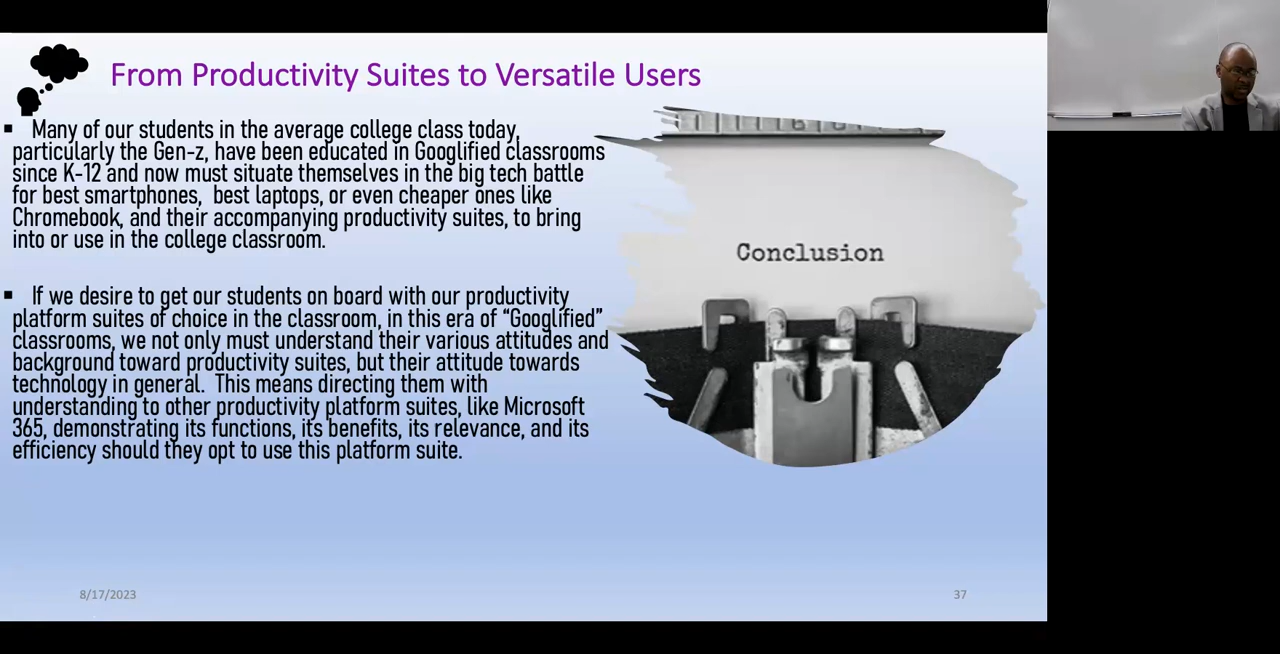 From Productivity Suites to Versatile Users
▪ Many of our students in the average college class today,
particularly the Gen-z, have been educated in Googlified classrooms
since K-12 and now must situate themselves in the big tech battle
for best smartphones, best laptops, or even cheaper ones like
Chromebook, and their accompanying productivity suites, to bring
into or use in the college classroom.
▪ If we desire to get our students on board with our productivity
platform suites of choice in the classroom, in this era of “Googlified”
classrooms, we not only must understand their various attitudes and
background toward productivity suites, but their attitude towards
technology in general. This means directing them with
understanding to other productivity platform suites, like Microsoft
365, demonstrating its functions, its benefits, its relevance, and its
efficiency should they opt to use this platform suite.
Conclusion
8/17/2023
37